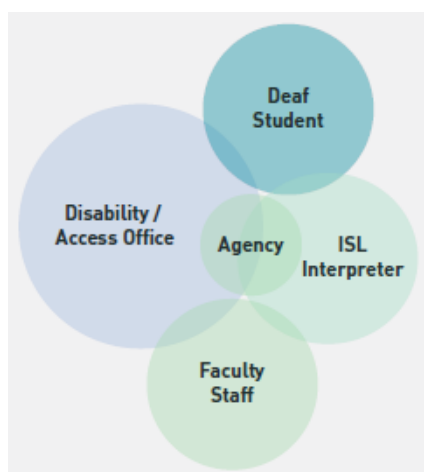 Deaf
Student
Disability /
Access Office
Agency
ISL
Interpreter
Faculty
Staff